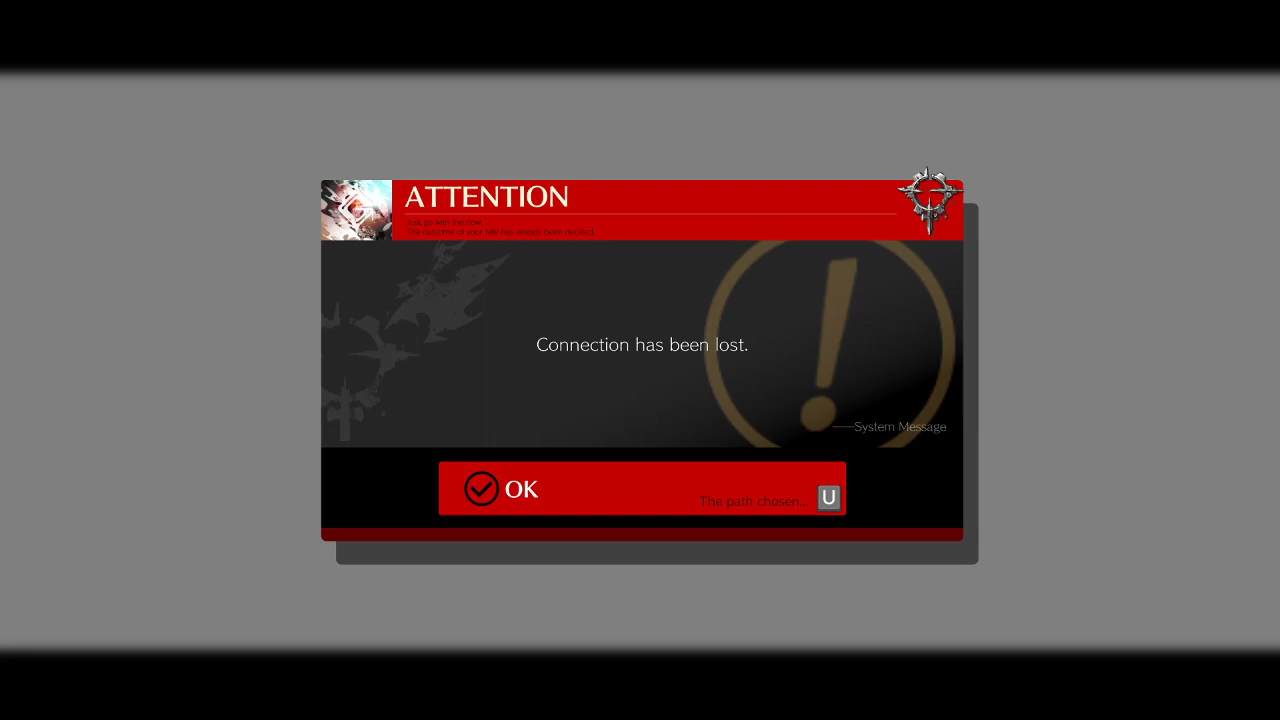 ATTENTION
Just go with the flow.
The outcome of your fate has already been decided.
Connection has been lost.
——System Message
OK
The path chosen...
U